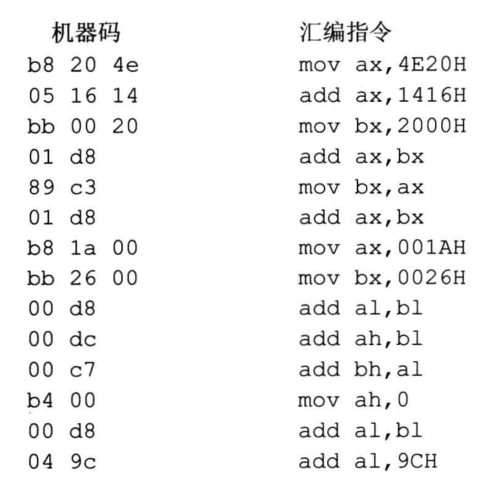 机器码 汇编指令
b8 20 4e mov ax,4E20H
05 16 14 add ax,1416H
bb 00 20 mov bx,2000H
01 d8 add ax,bx
89 c3 mov bx,ax
01 d8 add ax,bx
b8 1a 00 mov ax,001AH
bb 26 00 mov bx,0026H
00 d8 add al,bl
00 dc add ah,bl
00 c7 add bh,al
b4 00 mov ah,0
00 d8 add al,bl
04 9c add al,9CH